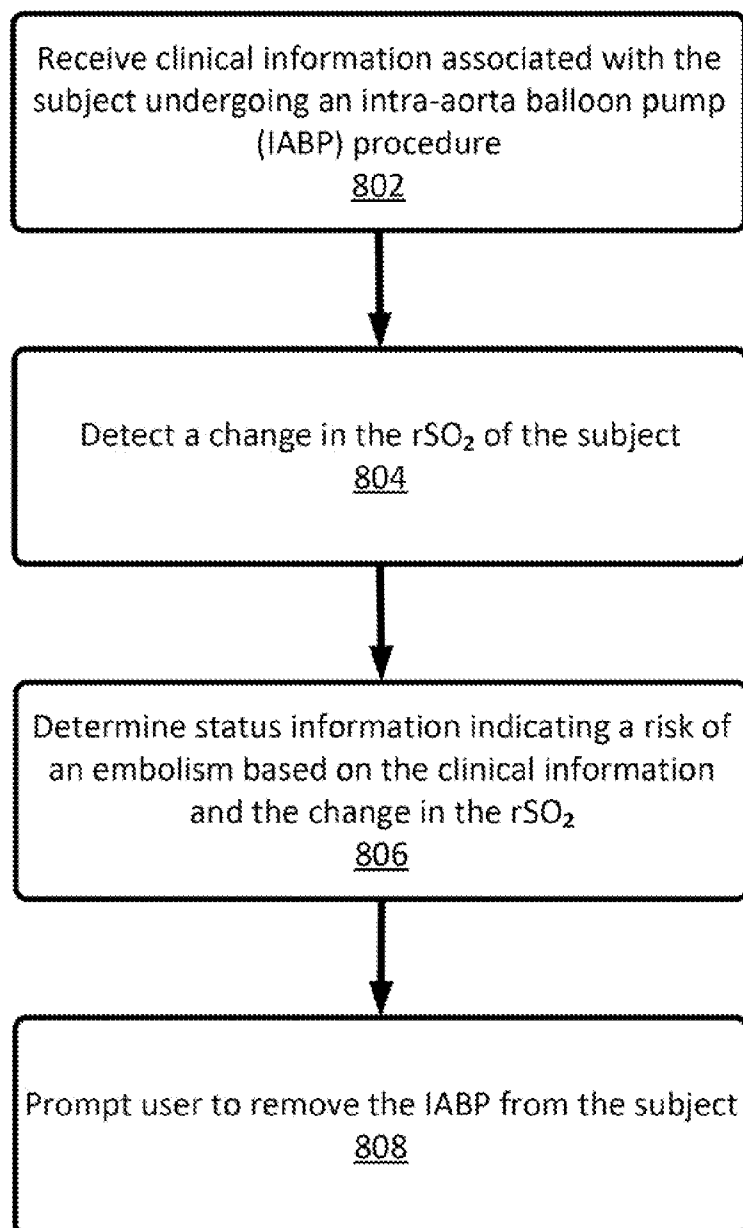 Receive clinical information associated with the
subject undergoing an intra-aorta balloon pump
(IABP) procedure
802
Detect a change in the rSO₂ of the subject
804
Determine status information indicating a risk of
an embolism based on the clinical information
and the change in the rSO₂
806
Prompt user to remove the IABP from the subject
808